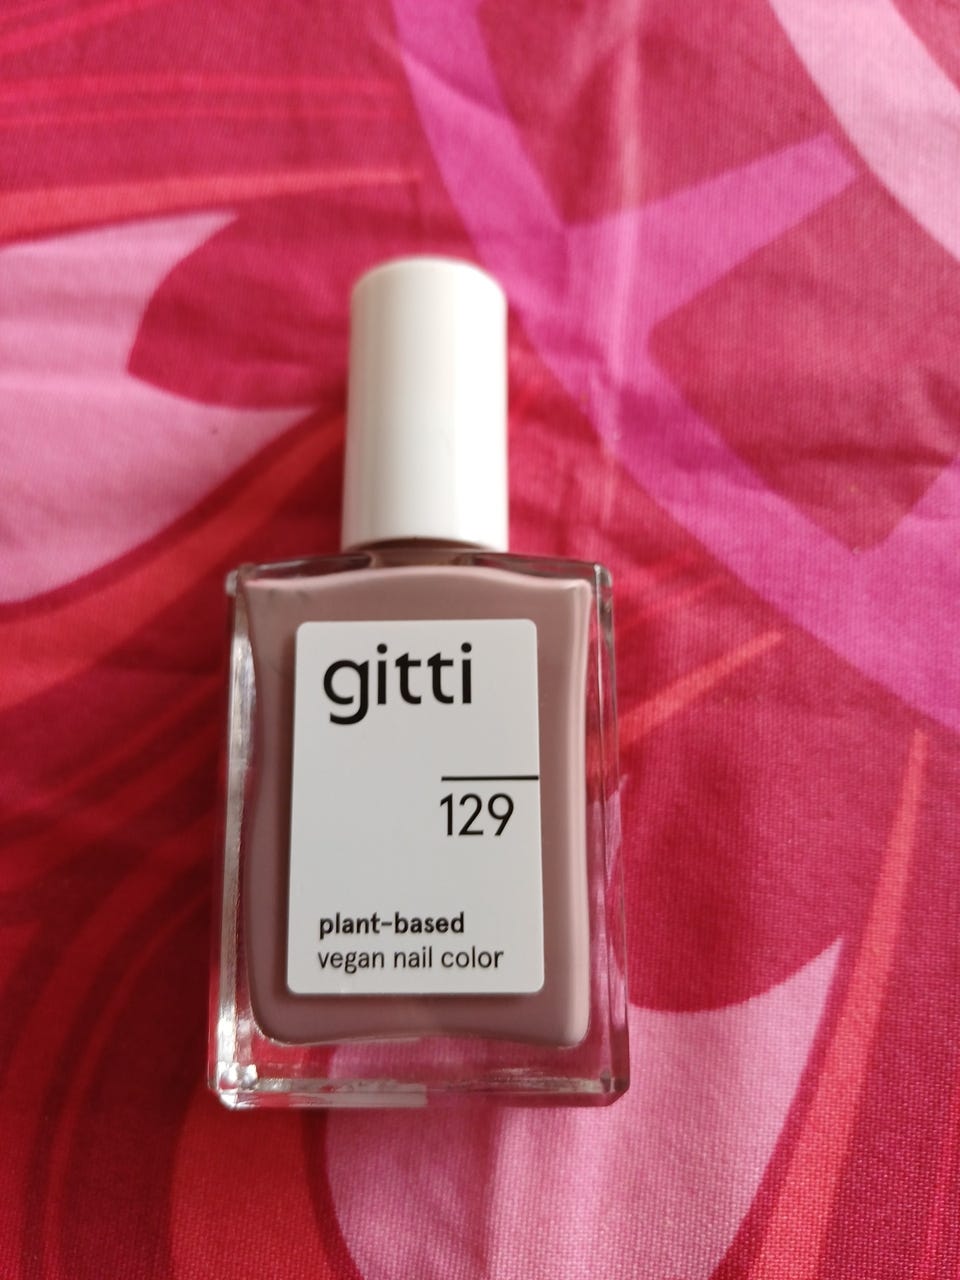 gitti
129
plant-based
vegan nail color